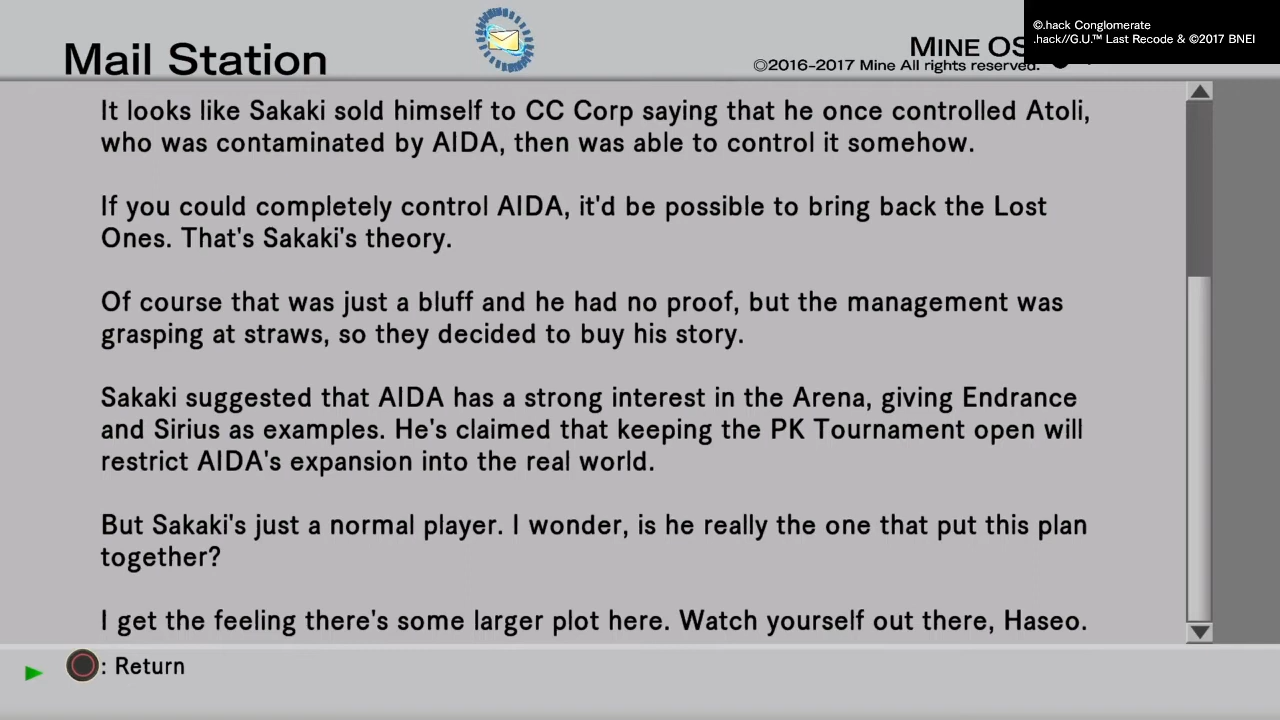 Mail Station
MINE OS
©2016-2017 Mine All rights reserved.
©.hack Conglomerate
.hack//G.U.™ Last Recode & ©2017 BNEI
It looks like Sakaki sold himself to CC Corp saying that he once controlled Atoli,
who was contaminated by AIDA, then was able to control it somehow.
If you could completely control AIDA, it'd be possible to bring back the Lost
Ones. That's Sakaki's theory.
Of course that was just a bluff and he had no proof, but the management was
grasping at straws, so they decided to buy his story.
Sakaki suggested that AIDA has a strong interest in the Arena, giving Endrance
and Sirius as examples. He's claimed that keeping the PK Tournament open will
restrict AIDA's expansion into the real world.
But Sakaki's just a normal player. I wonder, is he really the one that put this plan
together?
I get the feeling there's some larger plot here. Watch yourself out there, Haseo.
: Return